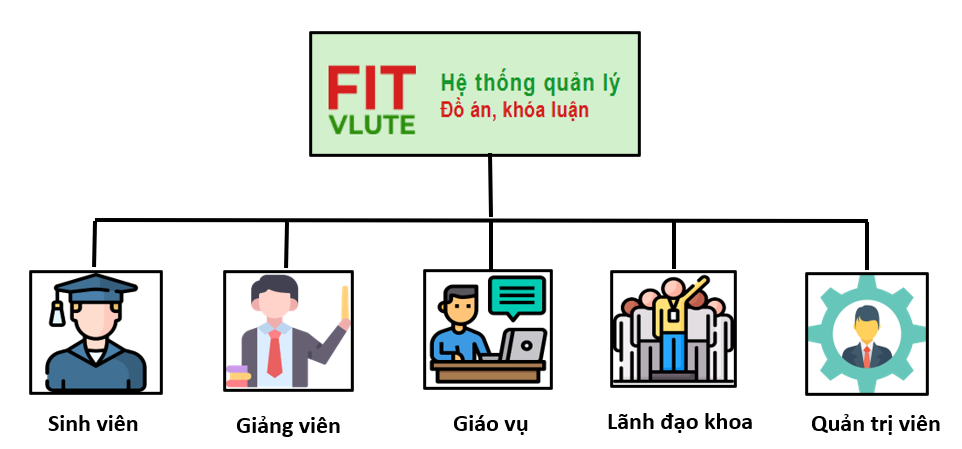 FIT
VLUTE
Hệ thống quản lý
Đồ án, khóa luận
Sinh viên
Giảng viên
Giáo vụ
Lãnh đạo khoa
Quản trị viên